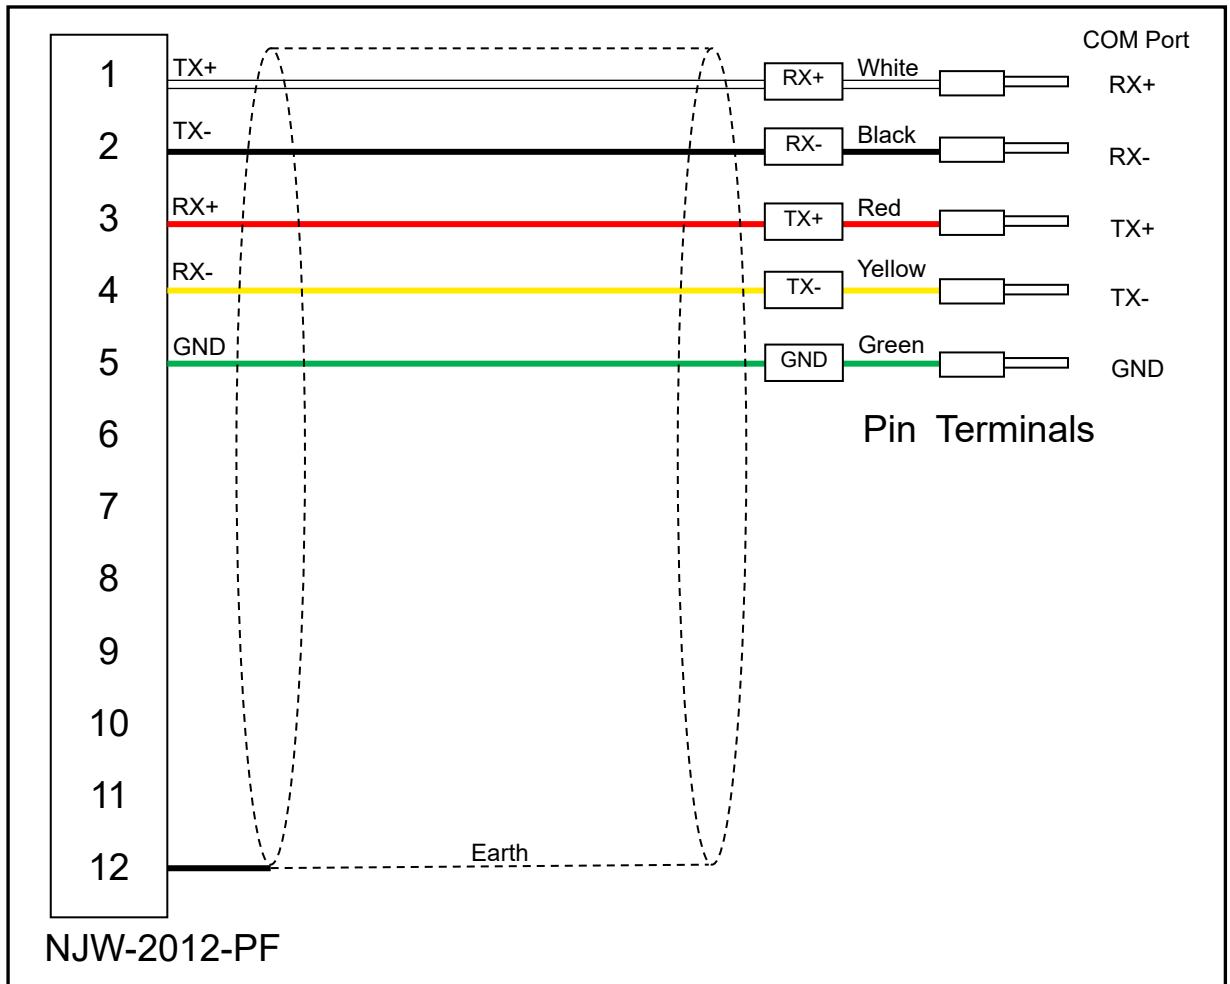 COM Port
1 TX+ RX+ White RX+
2 TX- RX- Black RX-
3 RX+ TX+ Red TX+
4 RX- TX- Yellow TX-
5 GND GND Green GND
6
Pin Terminals
7
8
9
10
11
12 Earth
NJW-2012-PF